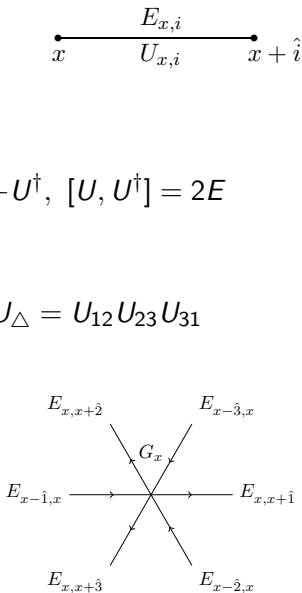 E_{x,i}
x U_{x,i} x + \hat{i}
-U^†, [U, U^†] = 2E
U_△ = U_{12}U_{23}U_{31}
E_{x,x+\hat{2}} E_{x-\hat{3},x}
G_x
E_{x-\hat{1},x} E_{x,x+\hat{1}}
E_{x,x+\hat{3}} E_{x-\hat{2},x}